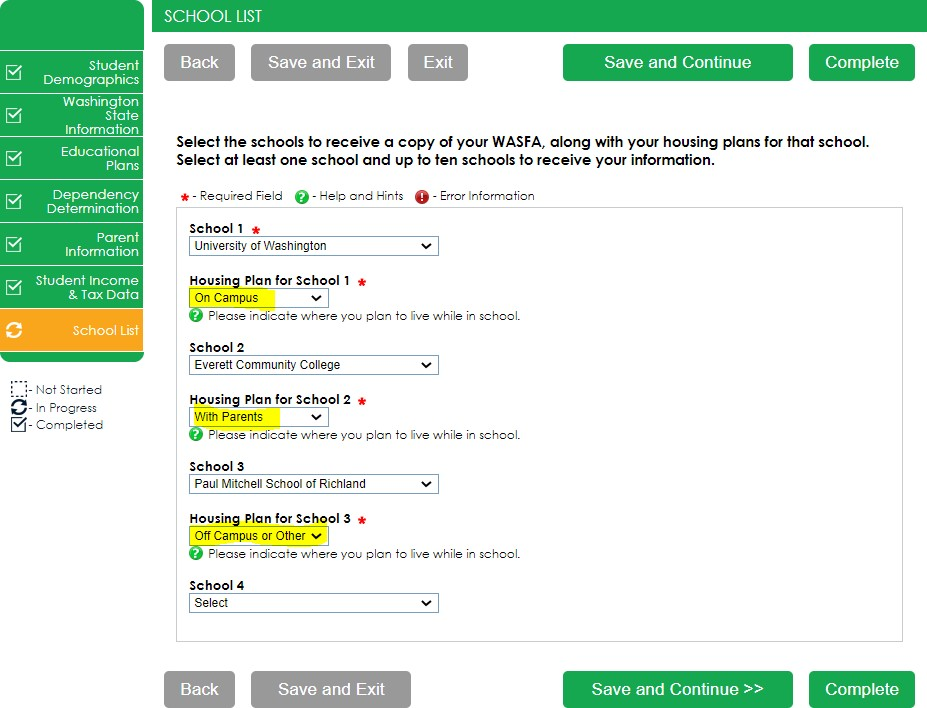 SCHOOL LIST
Back
Save and Exit
Exit
Save and Continue
Complete
Student
Demographics
Washington
State
Information
Educational
Plans
Dependency
Determination
Parent
Information
Student Income
& Tax Data
School List
- Not Started
- In Progress
- Completed
Select the schools to receive a copy of your WASFA, along with your housing plans for that school.
Select at least one school and up to ten schools to receive your information.
* - Required Field ? - Help and Hints ! - Error Information
School 1 *
University of Washington
Housing Plan for School 1 *
On Campus
? Please indicate where you plan to live while in school.
School 2
Everett Community College
Housing Plan for School 2 *
With Parents
? Please indicate where you plan to live while in school.
School 3
Paul Mitchell School of Richland
Housing Plan for School 3 *
Off Campus or Other
? Please indicate where you plan to live while in school.
School 4
Select
Back
Save and Exit
Save and Continue >>
Complete